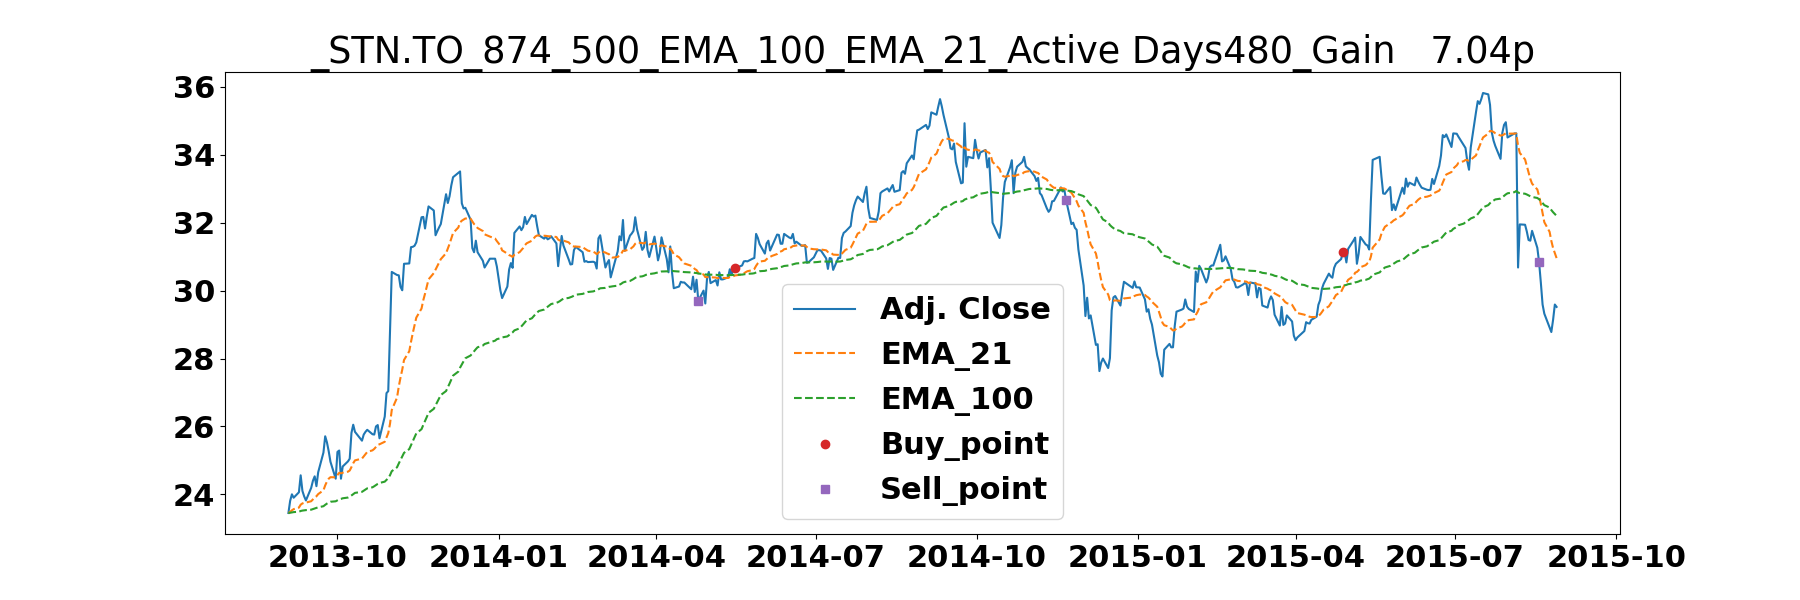 _STN.TO_874_500_EMA_100_EMA_21_Active Days480_Gain   7.04p
36
34
32
30
28
26
24
Adj. Close
EMA_21
EMA_100
Buy_point
Sell_point
2013-10 2014-01 2014-04 2014-07 2014-10 2015-01 2015-04 2015-07 2015-10